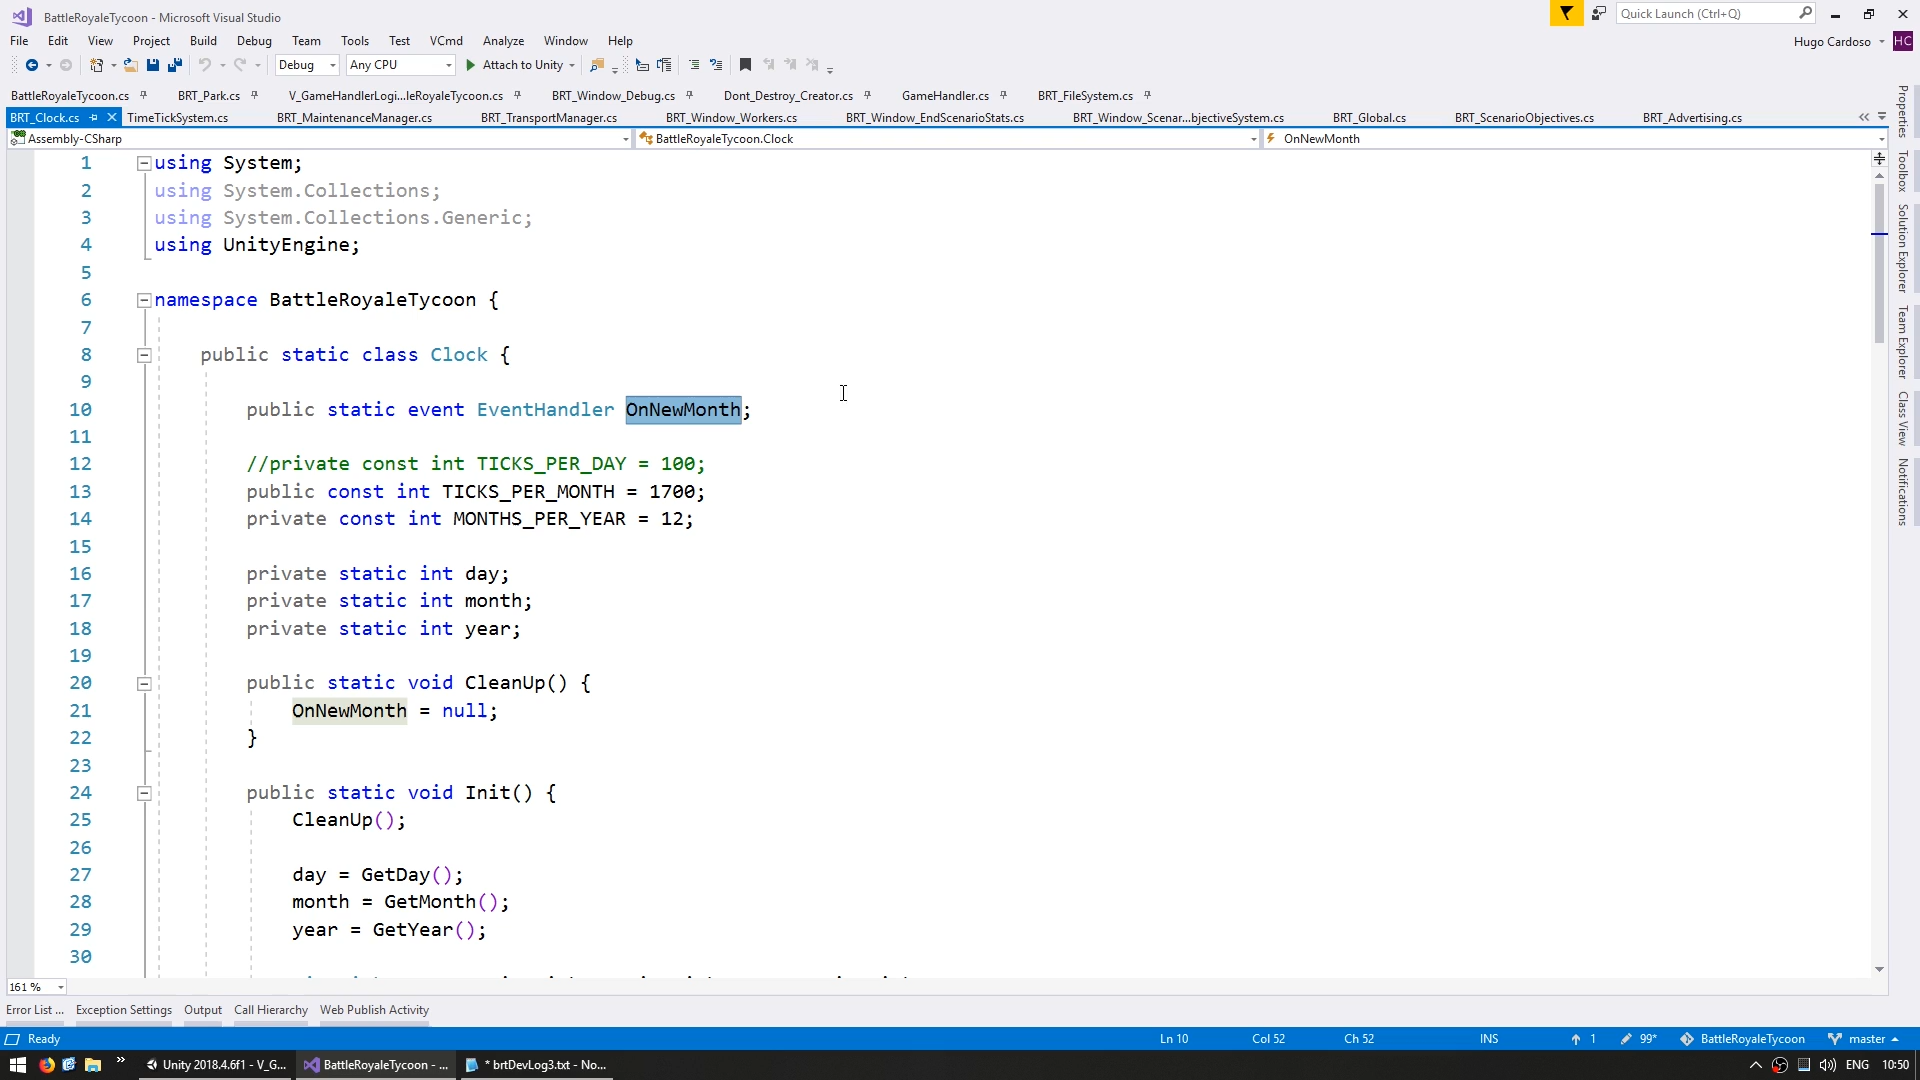 BattleRoyaleTycoon - Microsoft Visual Studio
Quick Launch (Ctrl+Q)
File Edit View Project Build Debug Team Tools Test VCmd Analyze Window Help
Hugo Cardoso HC
Debug Any CPU Attach to Unity
BattleRoyaleTycoon.cs BRT_Park.cs V_GameHandlerLogi...leRoyaleTycoon.cs BRT_Window_Debug.cs Dont_Destroy_Creator.cs GameHandler.cs BRT_FileSystem.cs
BRT_Clock.cs TimeTickSystem.cs BRT_MaintenanceManager.cs BRT_TransportManager.cs BRT_Window_Workers.cs BRT_Window_EndScenarioStats.cs BRT_Window_Scenar...bjectiveSystem.cs BRT_Global.cs BRT_ScenarioObjectives.cs BRT_Advertising.cs
Assembly-CSharp BattleRoyaleTycoon.Clock OnNewMonth
1 using System;
2 using System.Collections;
3 using System.Collections.Generic;
4 using UnityEngine;
5
6 namespace BattleRoyaleTycoon {
7
8 public static class Clock {
9
10 public static event EventHandler OnNewMonth;
11
12 //private const int TICKS_PER_DAY = 100;
13 public const int TICKS_PER_MONTH = 1700;
14 private const int MONTHS_PER_YEAR = 12;
15
16 private static int day;
17 private static int month;
18 private static int year;
19
20 public static void CleanUp() {
21 OnNewMonth = null;
22 }
23
24 public static void Init() {
25 CleanUp();
26
27 day = GetDay();
28 month = GetMonth();
29 year = GetYear();
30
Properties
Toolbox
Solution Explorer
Team Explorer
Class View
Notifications
161 %
Error List ... Exception Settings Output Call Hierarchy Web Publish Activity
Ready Ln 10 Col 52 Ch 52 INS 1 99* BattleRoyaleTycoon master
Unity 2018.4.6f1 - V_G... BattleRoyaleTycoon - ... * brtDevLog3.txt - No... ENG 10:50